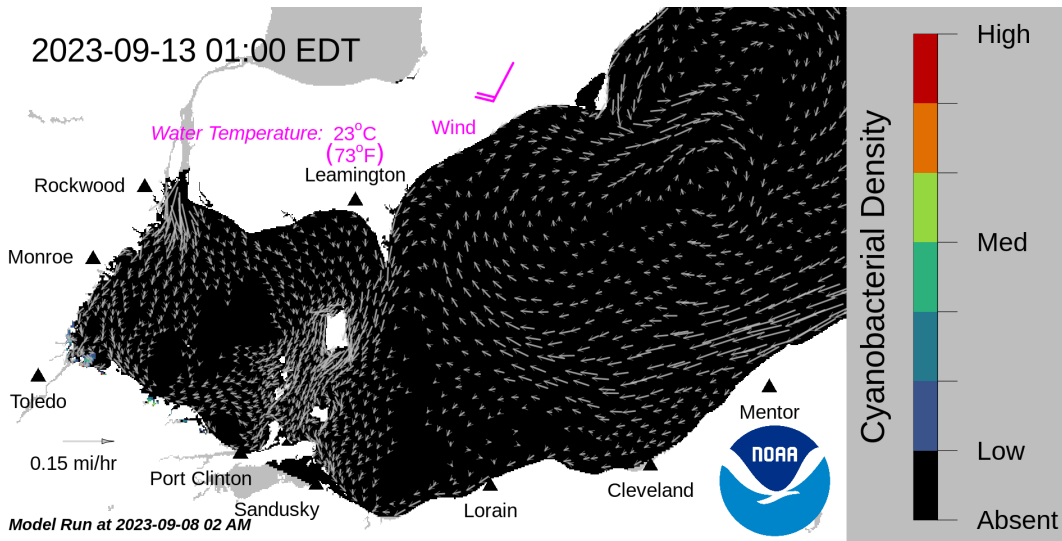 2023-09-13 01:00 EDT
High
Wind
Water Temperature: 23°C
(73°F)
Leamington
Rockwood
Cyanobacterial Density
Med
Monroe
Toledo
Mentor
0.15 mi/hr
NOAA
Low
Port Clinton
Cleveland
Sandusky
Lorain
Model Run at 2023-09-08 02 AM
Absent